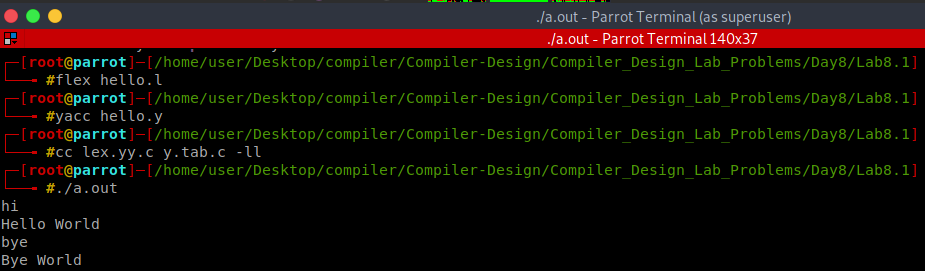 ./a.out - Parrot Terminal (as superuser)
./a.out - Parrot Terminal 140x37
[root@parrot]─[/home/user/Desktop/compiler/Compiler-Design/Compiler_Design_Lab_Problems/Day8/Lab8.1]
#flex hello.l
[root@parrot]─[/home/user/Desktop/compiler/Compiler-Design/Compiler_Design_Lab_Problems/Day8/Lab8.1]
#yacc hello.y
[root@parrot]─[/home/user/Desktop/compiler/Compiler-Design/Compiler_Design_Lab_Problems/Day8/Lab8.1]
#cc lex.yy.c y.tab.c -ll
[root@parrot]─[/home/user/Desktop/compiler/Compiler-Design/Compiler_Design_Lab_Problems/Day8/Lab8.1]
#./a.out
hi
Hello World
bye
Bye World